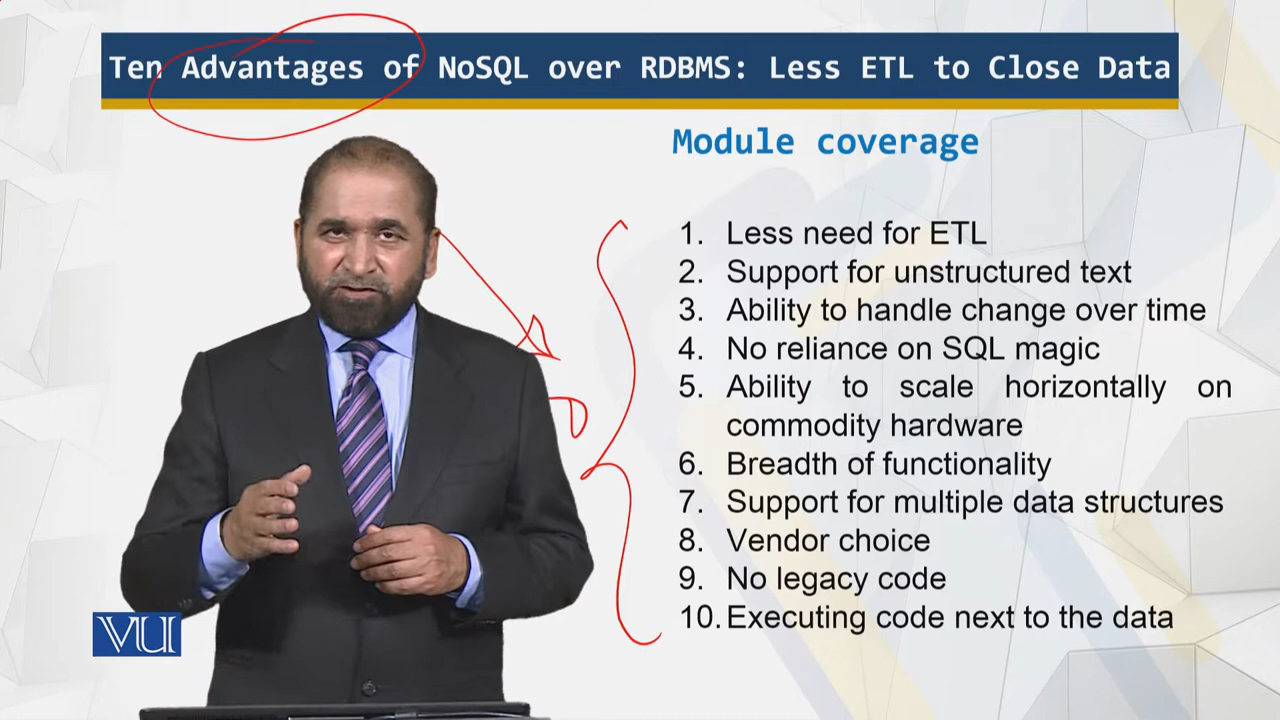 Ten Advantages of NoSQL over RDBMS: Less ETL to Close Data
Module coverage
1. Less need for ETL
2. Support for unstructured text
3. Ability to handle change over time
4. No reliance on SQL magic
5. Ability to scale horizontally on
commodity hardware
6. Breadth of functionality
7. Support for multiple data structures
8. Vendor choice
9. No legacy code
10. Executing code next to the data
VU